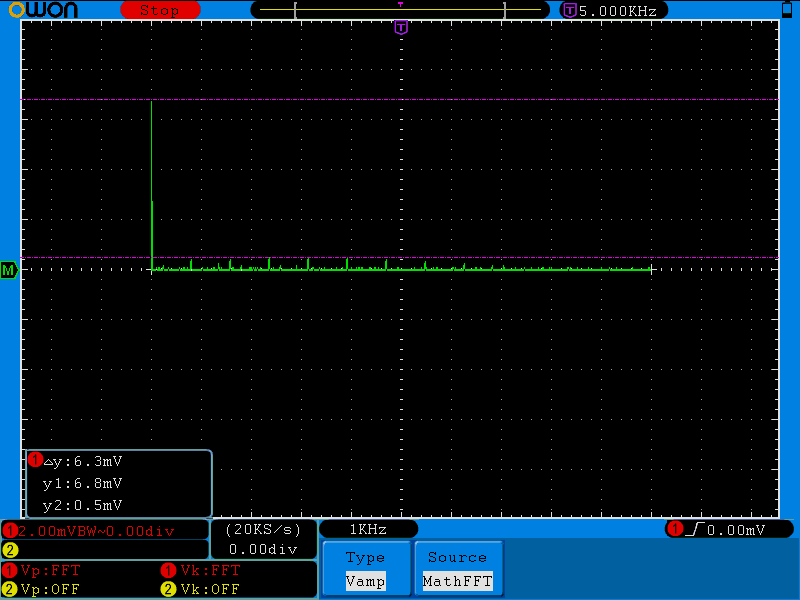 OWON Stop T T5.000KHz
T
M
1 △y:6.3mV
y1:6.8mV
y2:0.5mV
1 2.00mVBW~0.00div (20KS/s) 1KHz 1 0.00mV
2 0.00div
1 Vp:FFT 1 Vk:FFT Type Source
2 Vp:OFF 2 Vk:OFF Vamp MathFFT